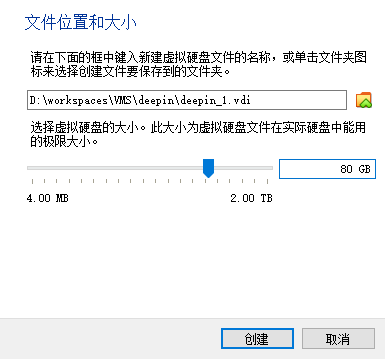 文件位置和大小
请在下面的框中键入新建虚拟硬盘文件的名称，或单击文件夹图
标来选择创建文件要保存到的文件夹。
D:\workspaces\VMS\deepin\deepin_1.vdi
选择虚拟硬盘的大小。此大小为虚拟硬盘文件在实际硬盘中能用
的极限大小。
80 GB
4.00 MB 2.00 TB
创建 取消